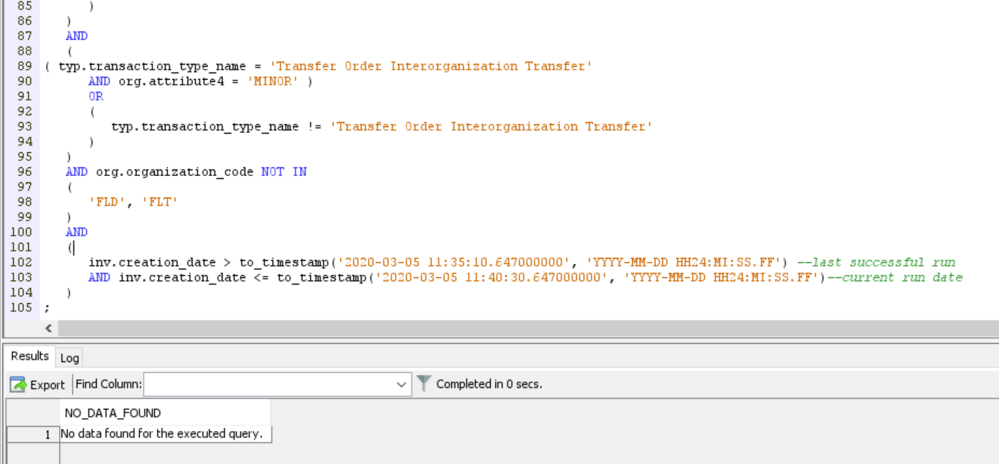 85 )
86 )
87 AND
88 (
89 ( typ.transaction_type_name = 'Transfer Order Interorganization Transfer'
90 AND org.attribute4 = 'MINOR' )
91 OR
92 (
93 typ.transaction_type_name != 'Transfer Order Interorganization Transfer'
94 )
95 )
96 AND org.organization_code NOT IN
97 (
98 'FLD', 'FLT'
99 )
100 AND
101 (
102 inv.creation_date > to_timestamp('2020-03-05 11:35:10.647000000', 'YYYY-MM-DD HH24:MI:SS.FF') --last successful run
103 AND inv.creation_date <= to_timestamp('2020-03-05 11:40:30.647000000', 'YYYY-MM-DD HH24:MI:SS.FF')--current run date
104 )
105 ;
Results Log
Export Find Column: Completed in 0 secs.
NO_DATA_FOUND
1 No data found for the executed query.